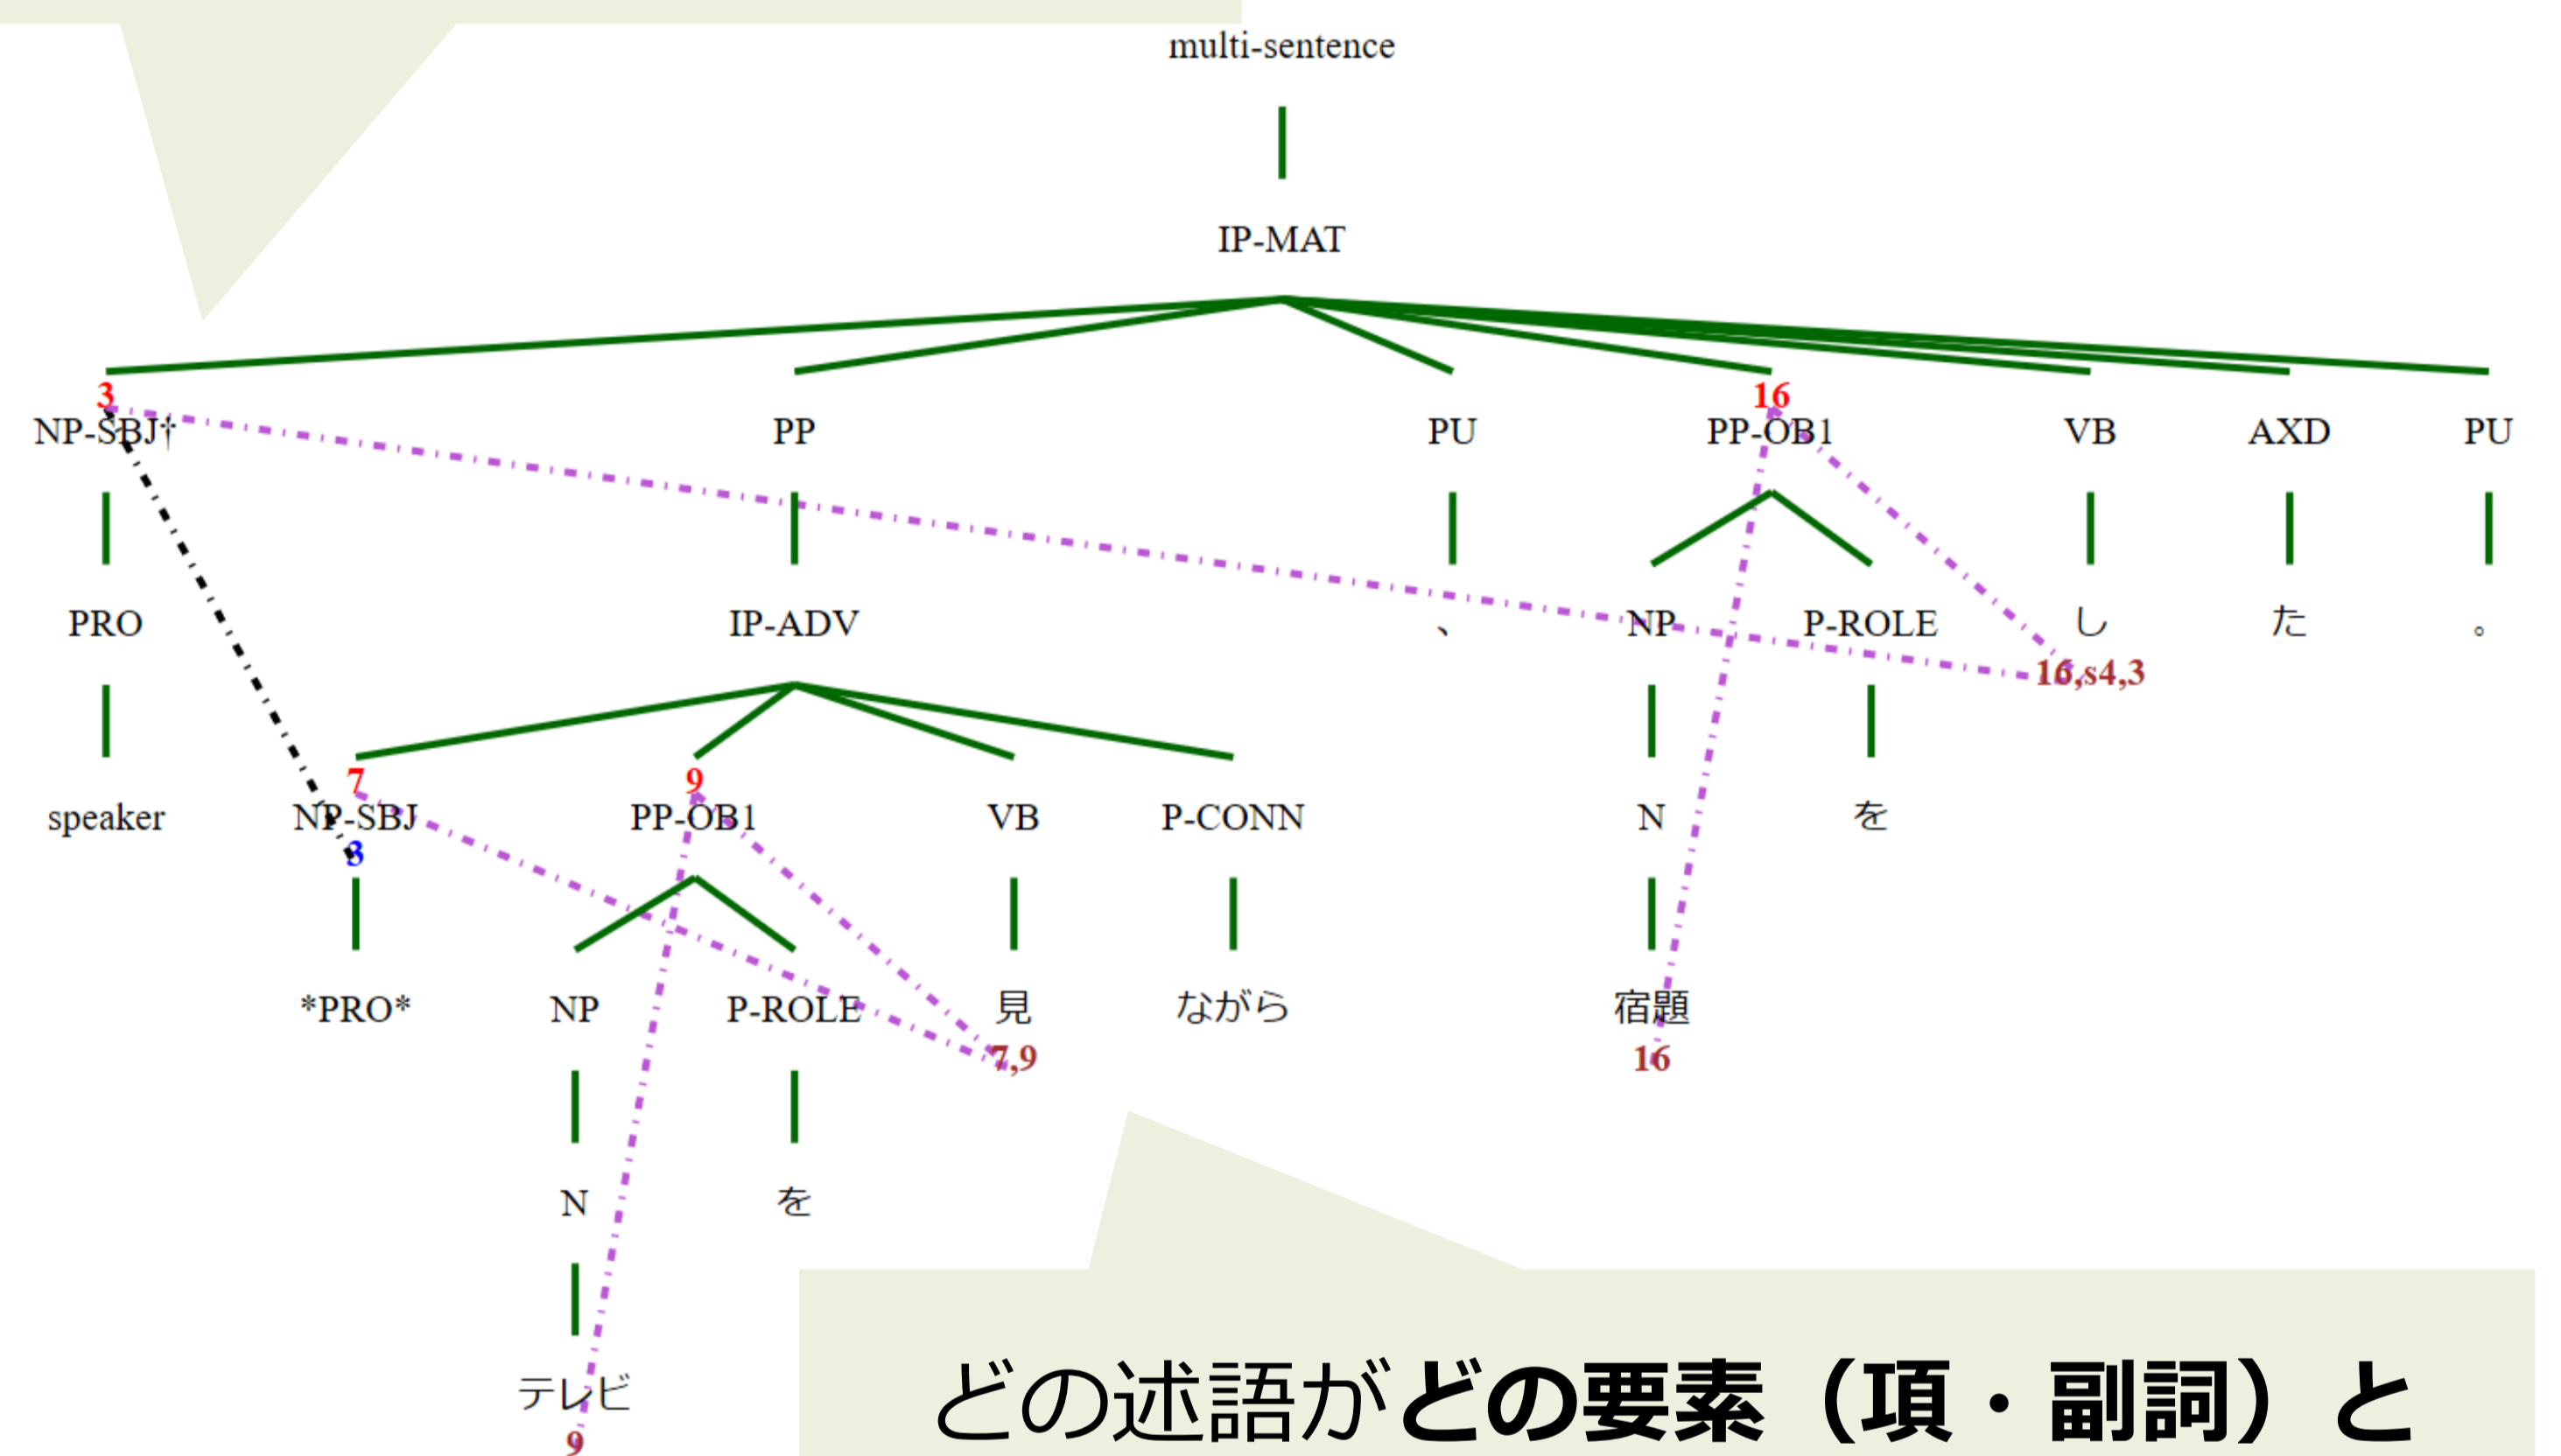 multi-sentence
IP-MAT
3 16
NP-SBJ† PP PU PP-OB1 VB AXD PU
PRO IP-ADV 、 NP P-ROLE し た 。
16,s4,3
7 9
speaker NP-SBJ PP-OB1 VB P-CONN N を
3
*PRO* NP P-ROLE 見 ながら 宿題
7,9 16
N を
テレビ
9
どの述語がどの要素（項・副詞）と